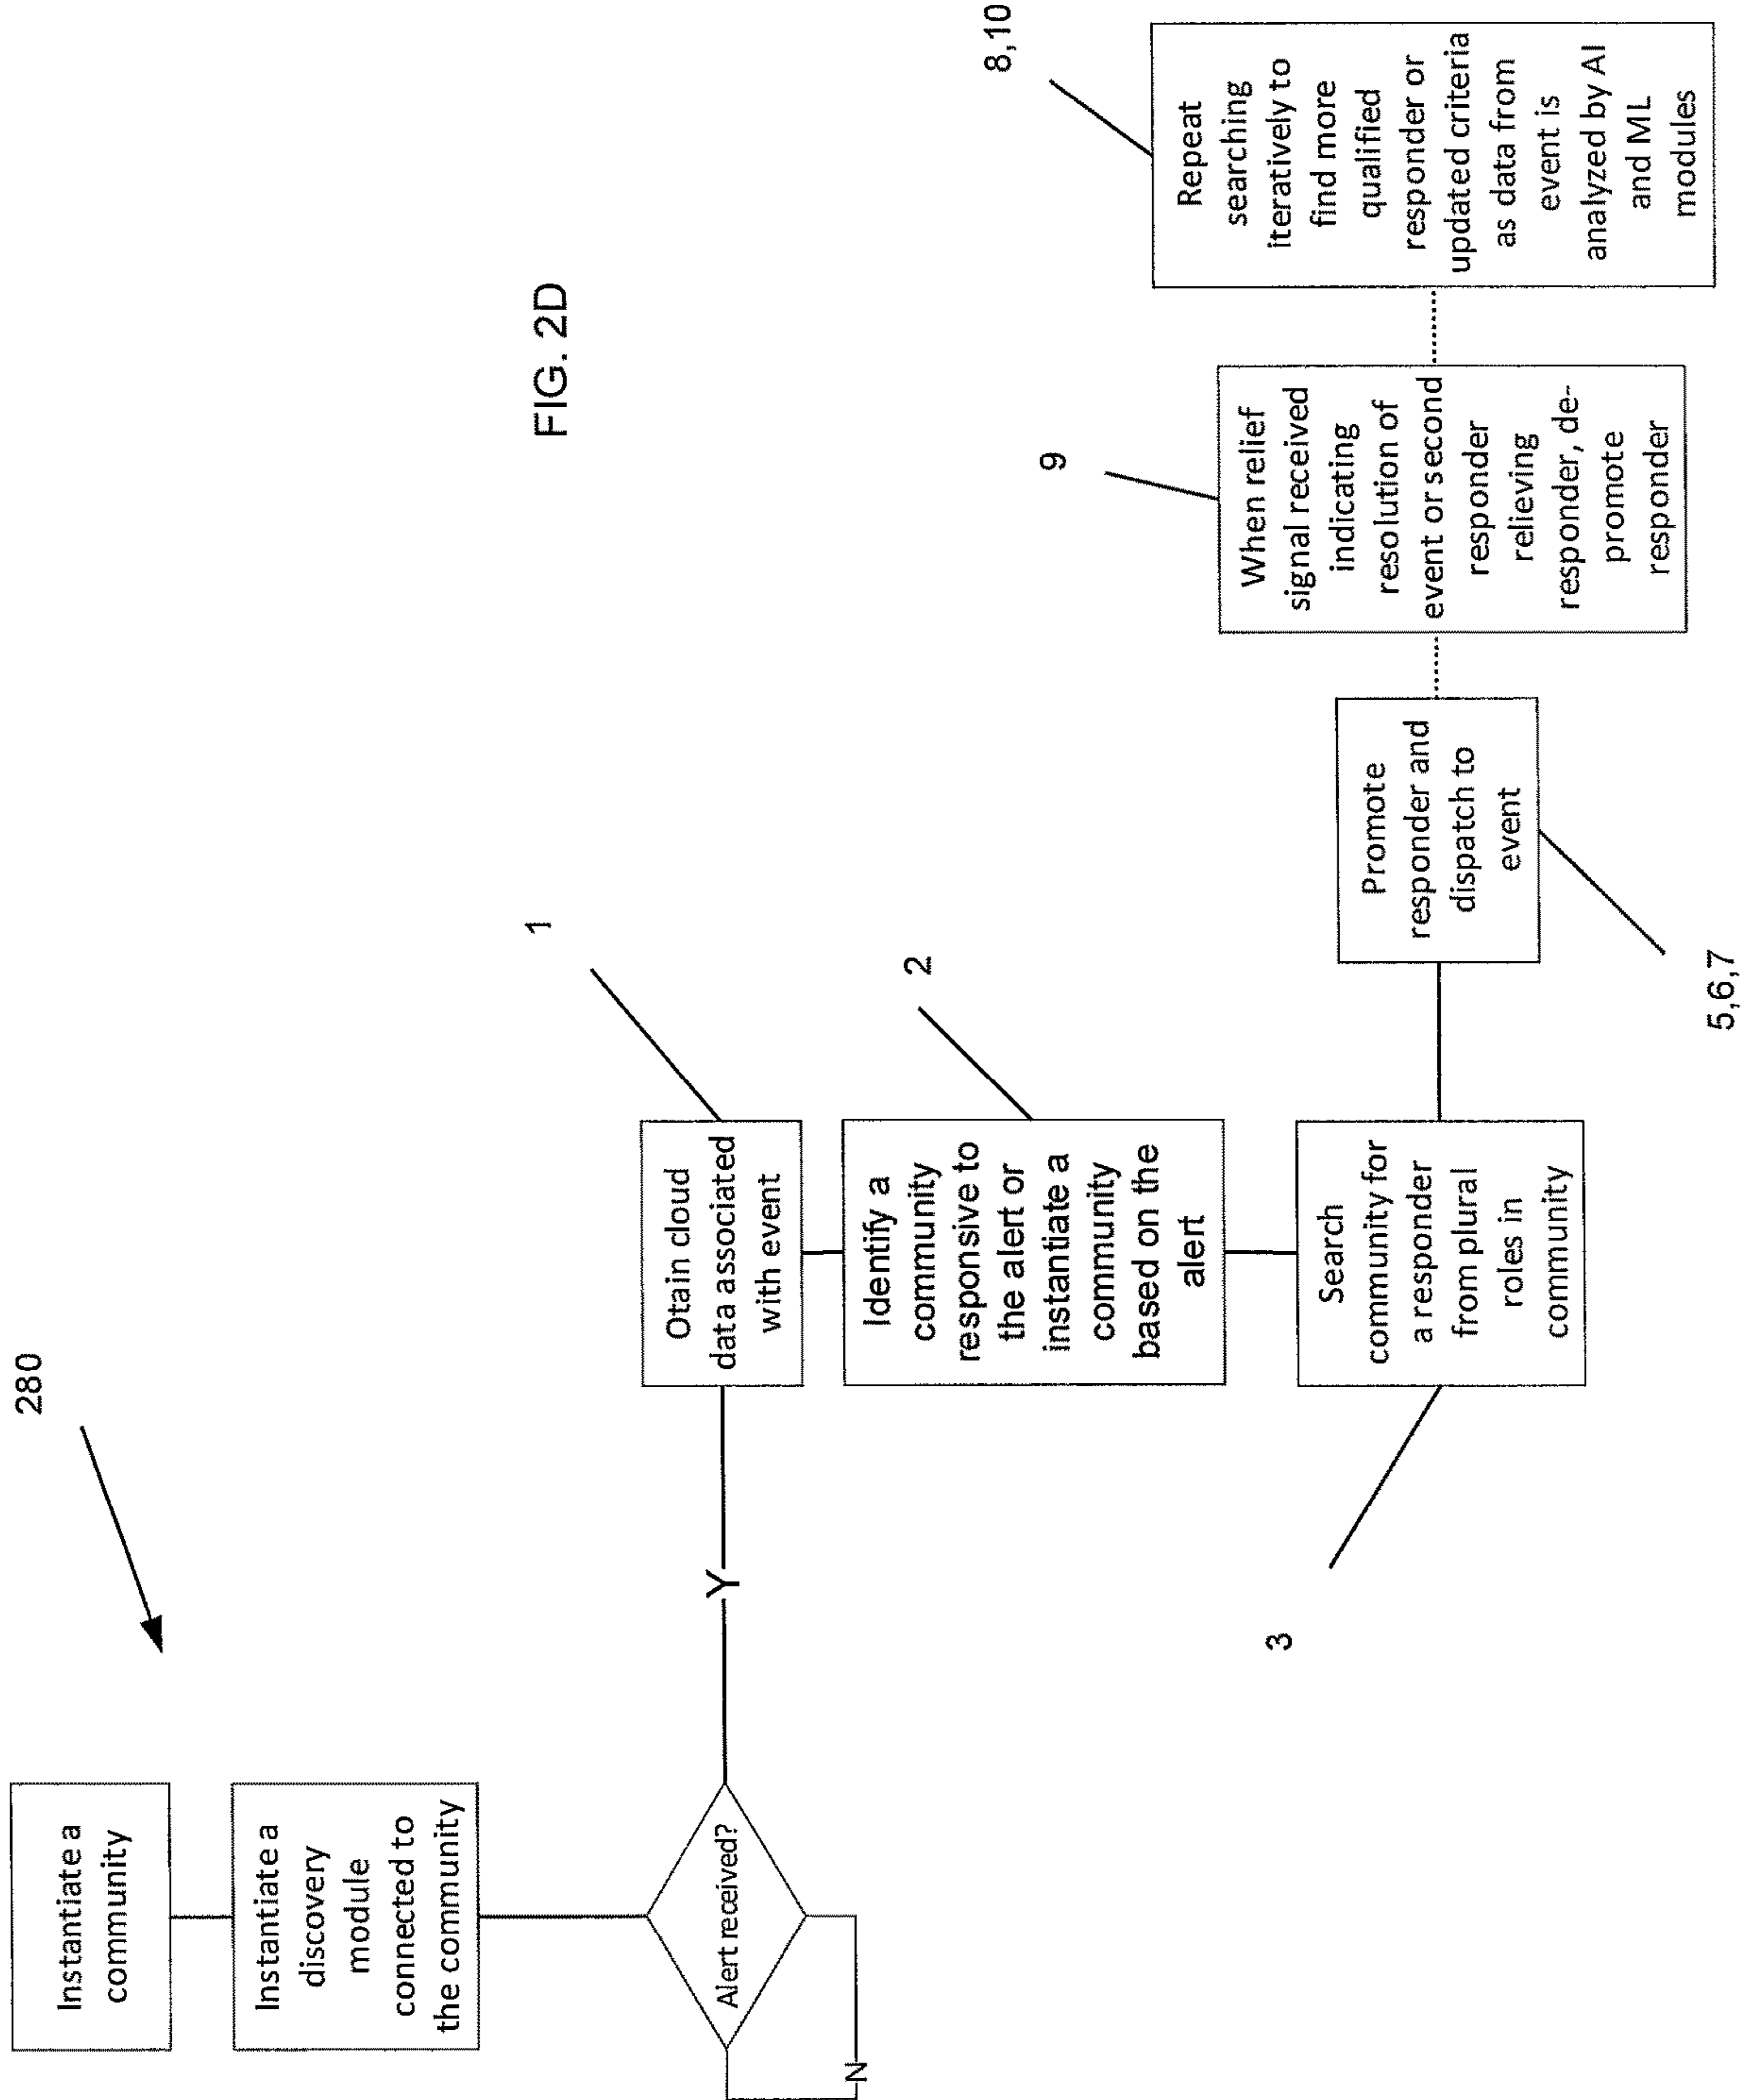 280
Instantiate a
community
Instantiate a
discovery
module
connected to
the community
Alert received?
N
Y
1
Otain cloud
data associated
with event
2
Identify a
community
responsive to
the alert or
instantiate a
community
based on the
alert
3
Search
community for
a responder
from plural
roles in
community
5,6,7
Promote
responder and
dispatch to
event
9
When relief
signal received
indicating
resolution of
event or second
responder
relieving
responder, de-
promote
responder
8,10
Repeat
searching
iteratively to
find more
qualified
responder or
updated criteria
as data from
event is
analyzed by AI
and ML
modules
FIG. 2D